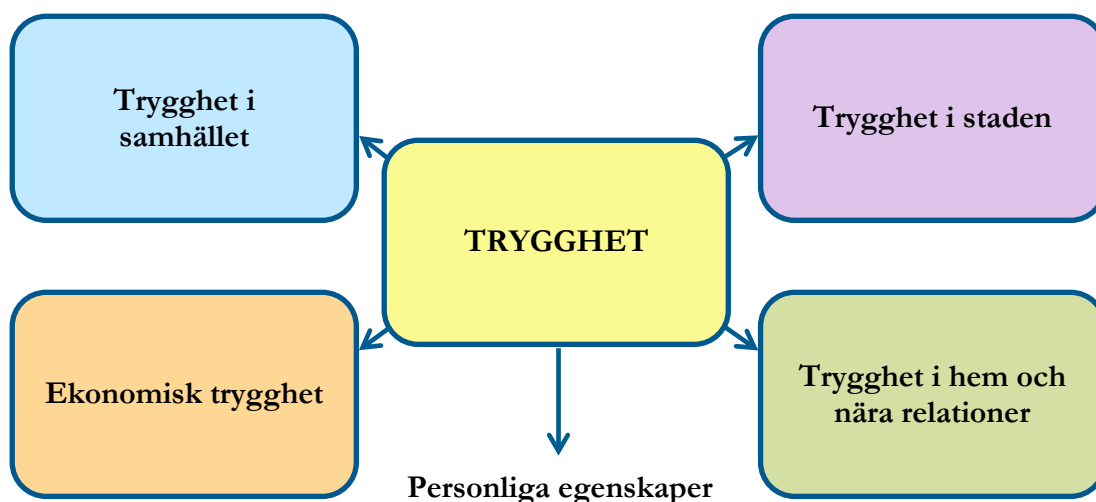 Trygghet i
samhället
Trygghet i staden
TRYGGHET
Ekonomisk trygghet
Trygghet i hem och
nära relationer
Personliga egenskaper